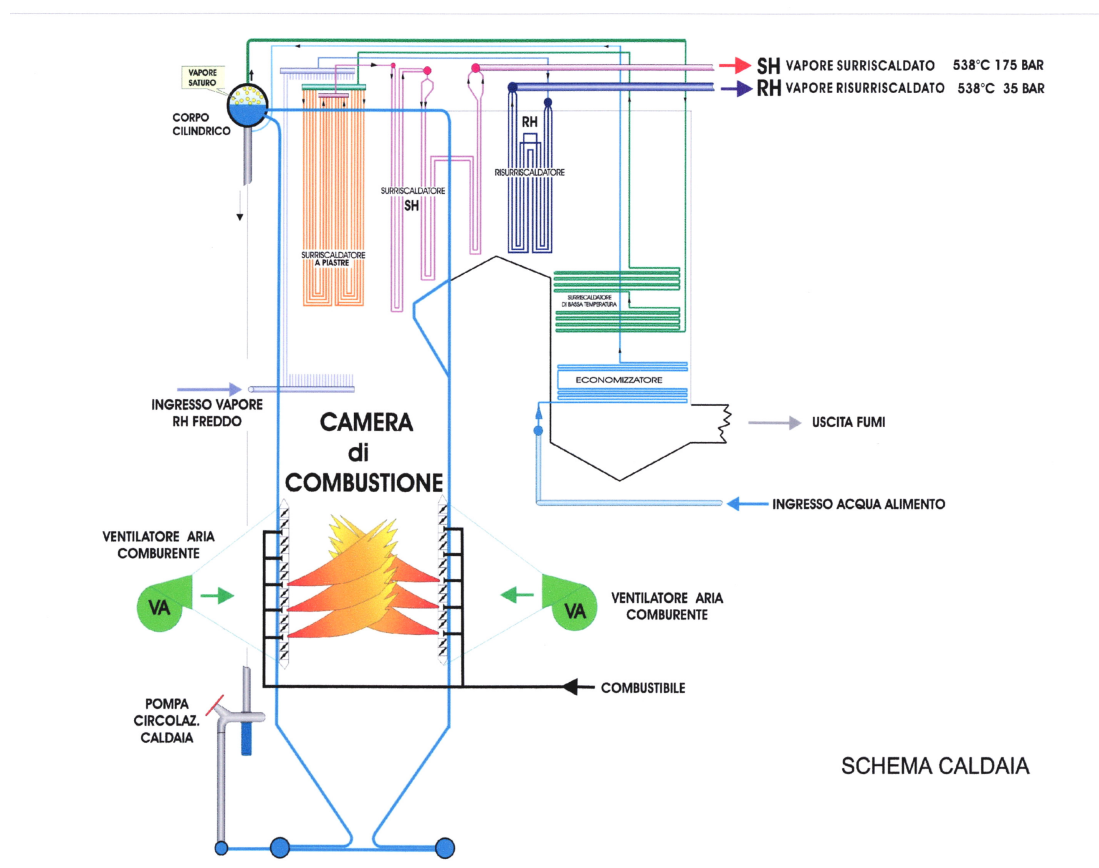 VAPORE
SATURO
CORPO
CILINDRICO
SH VAPORE SURRISCALDATO 538°C 175 BAR
RH VAPORE RISURRISCALDATO 538°C 35 BAR
RH
RISURRISCALDATORE
SURRISCALDATORE
SH
SURRISCALDATORE
A PIASTRE
SURRISCALDATORE
DI BASSA TEMPERATURA
ECONOMIZZATORE
INGRESSO VAPORE
RH FREDDO
USCITA FUMI
CAMERA
di
COMBUSTIONE
INGRESSO ACQUA ALIMENTO
VENTILATORE ARIA
COMBURENTE
VA
VA
VENTILATORE ARIA
COMBURENTE
COMBUSTIBILE
POMPA
CIRCOLAZ.
CALDAIA
SCHEMA CALDAIA